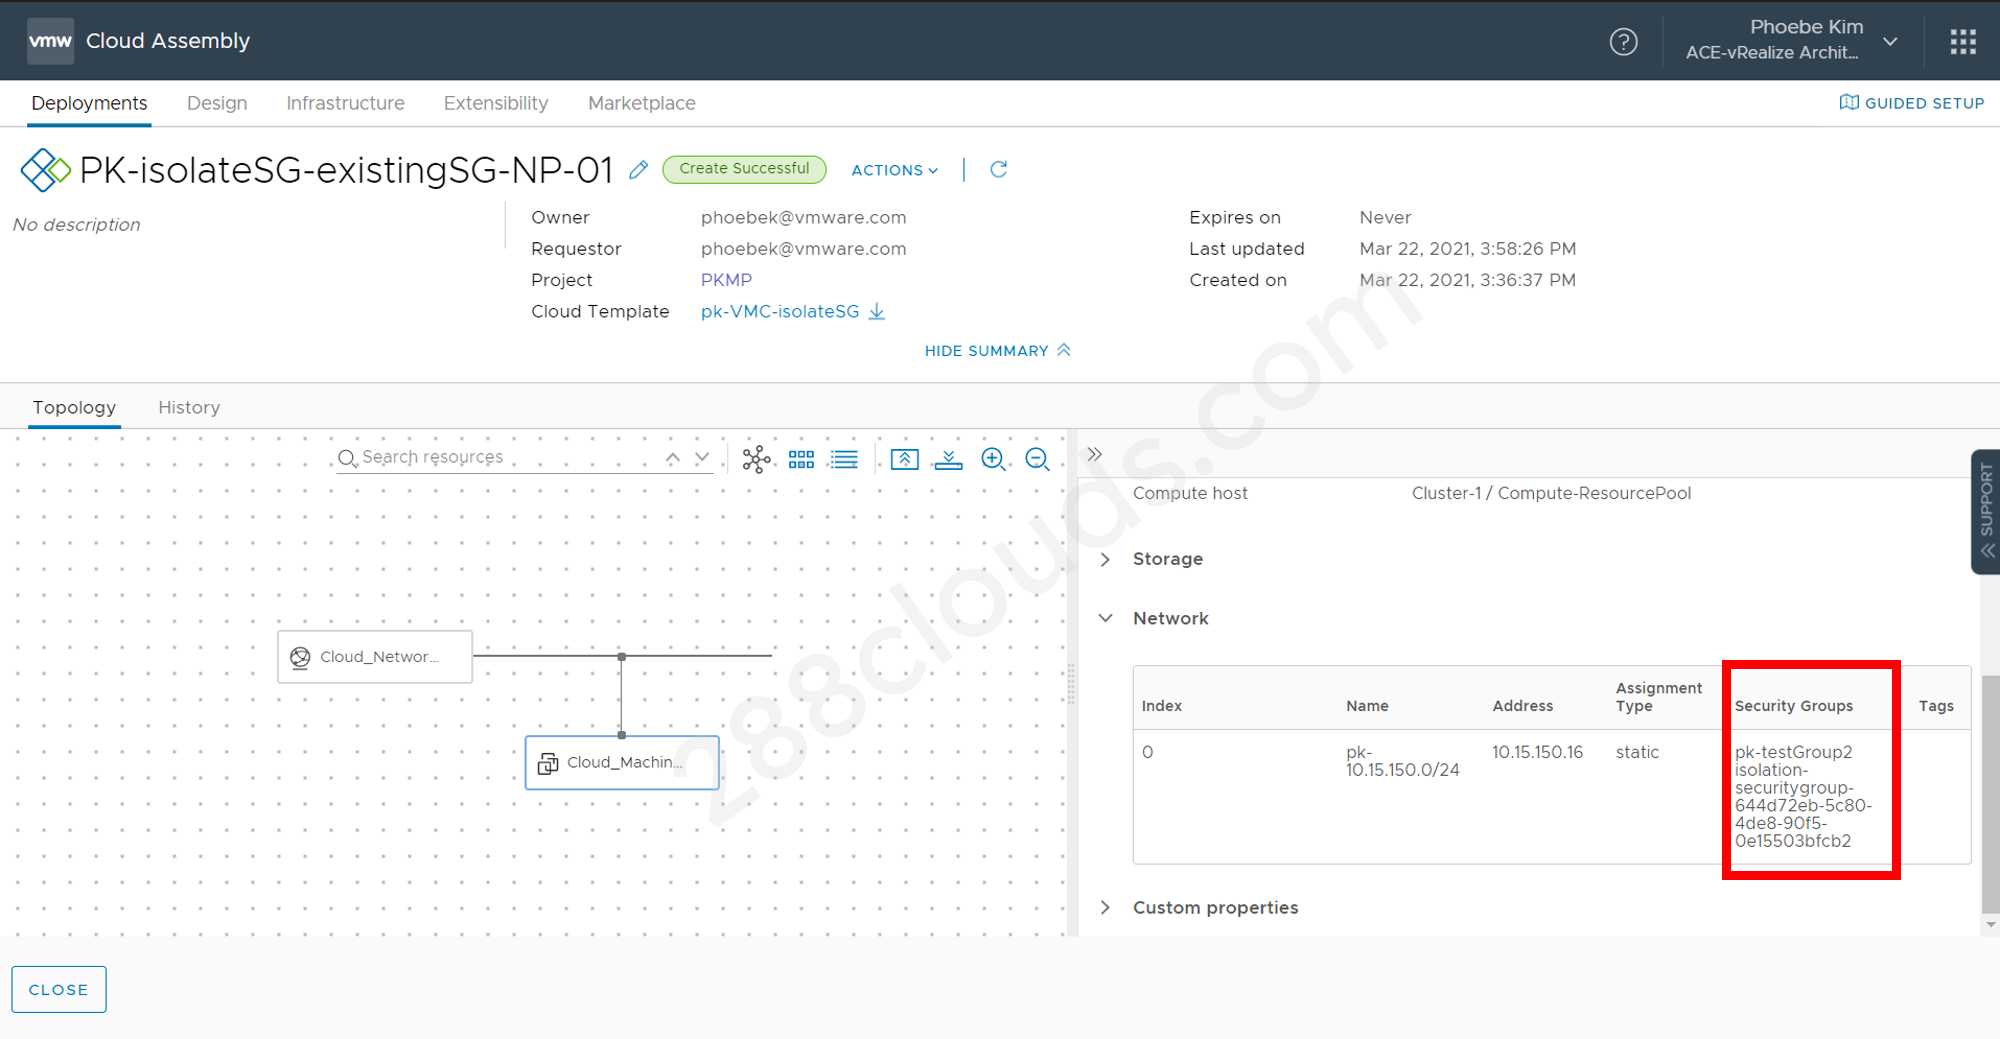 vmw Cloud Assembly
Phoebe Kim
ACE-vRealize Archit...
Deployments Design Infrastructure Extensibility Marketplace
GUIDED SETUP
PK-isolateSG-existingSG-NP-01 Create Successful ACTIONS
No description
Owner phoebek@vmware.com Expires on Never
Requestor phoebek@vmware.com Last updated Mar 22, 2021, 3:58:26 PM
Project PKMP Created on Mar 22, 2021, 3:36:37 PM
Cloud Template pk-VMC-isolateSG
HIDE SUMMARY
Topology History
Search resources
Compute host Cluster-1 / Compute-ResourcePool
SUPPORT
Storage
Network
Cloud_Networ...
Cloud_Machin...
Index Name Address Assignment Type Security Groups Tags
0 pk-10.15.150.0/24 10.15.150.16 static pk-testGroup2
isolation-
securitygroup-
644d72eb-5c80-
4de8-90f5-
0e15503bfcb2
Custom properties
CLOSE
288clouds.com